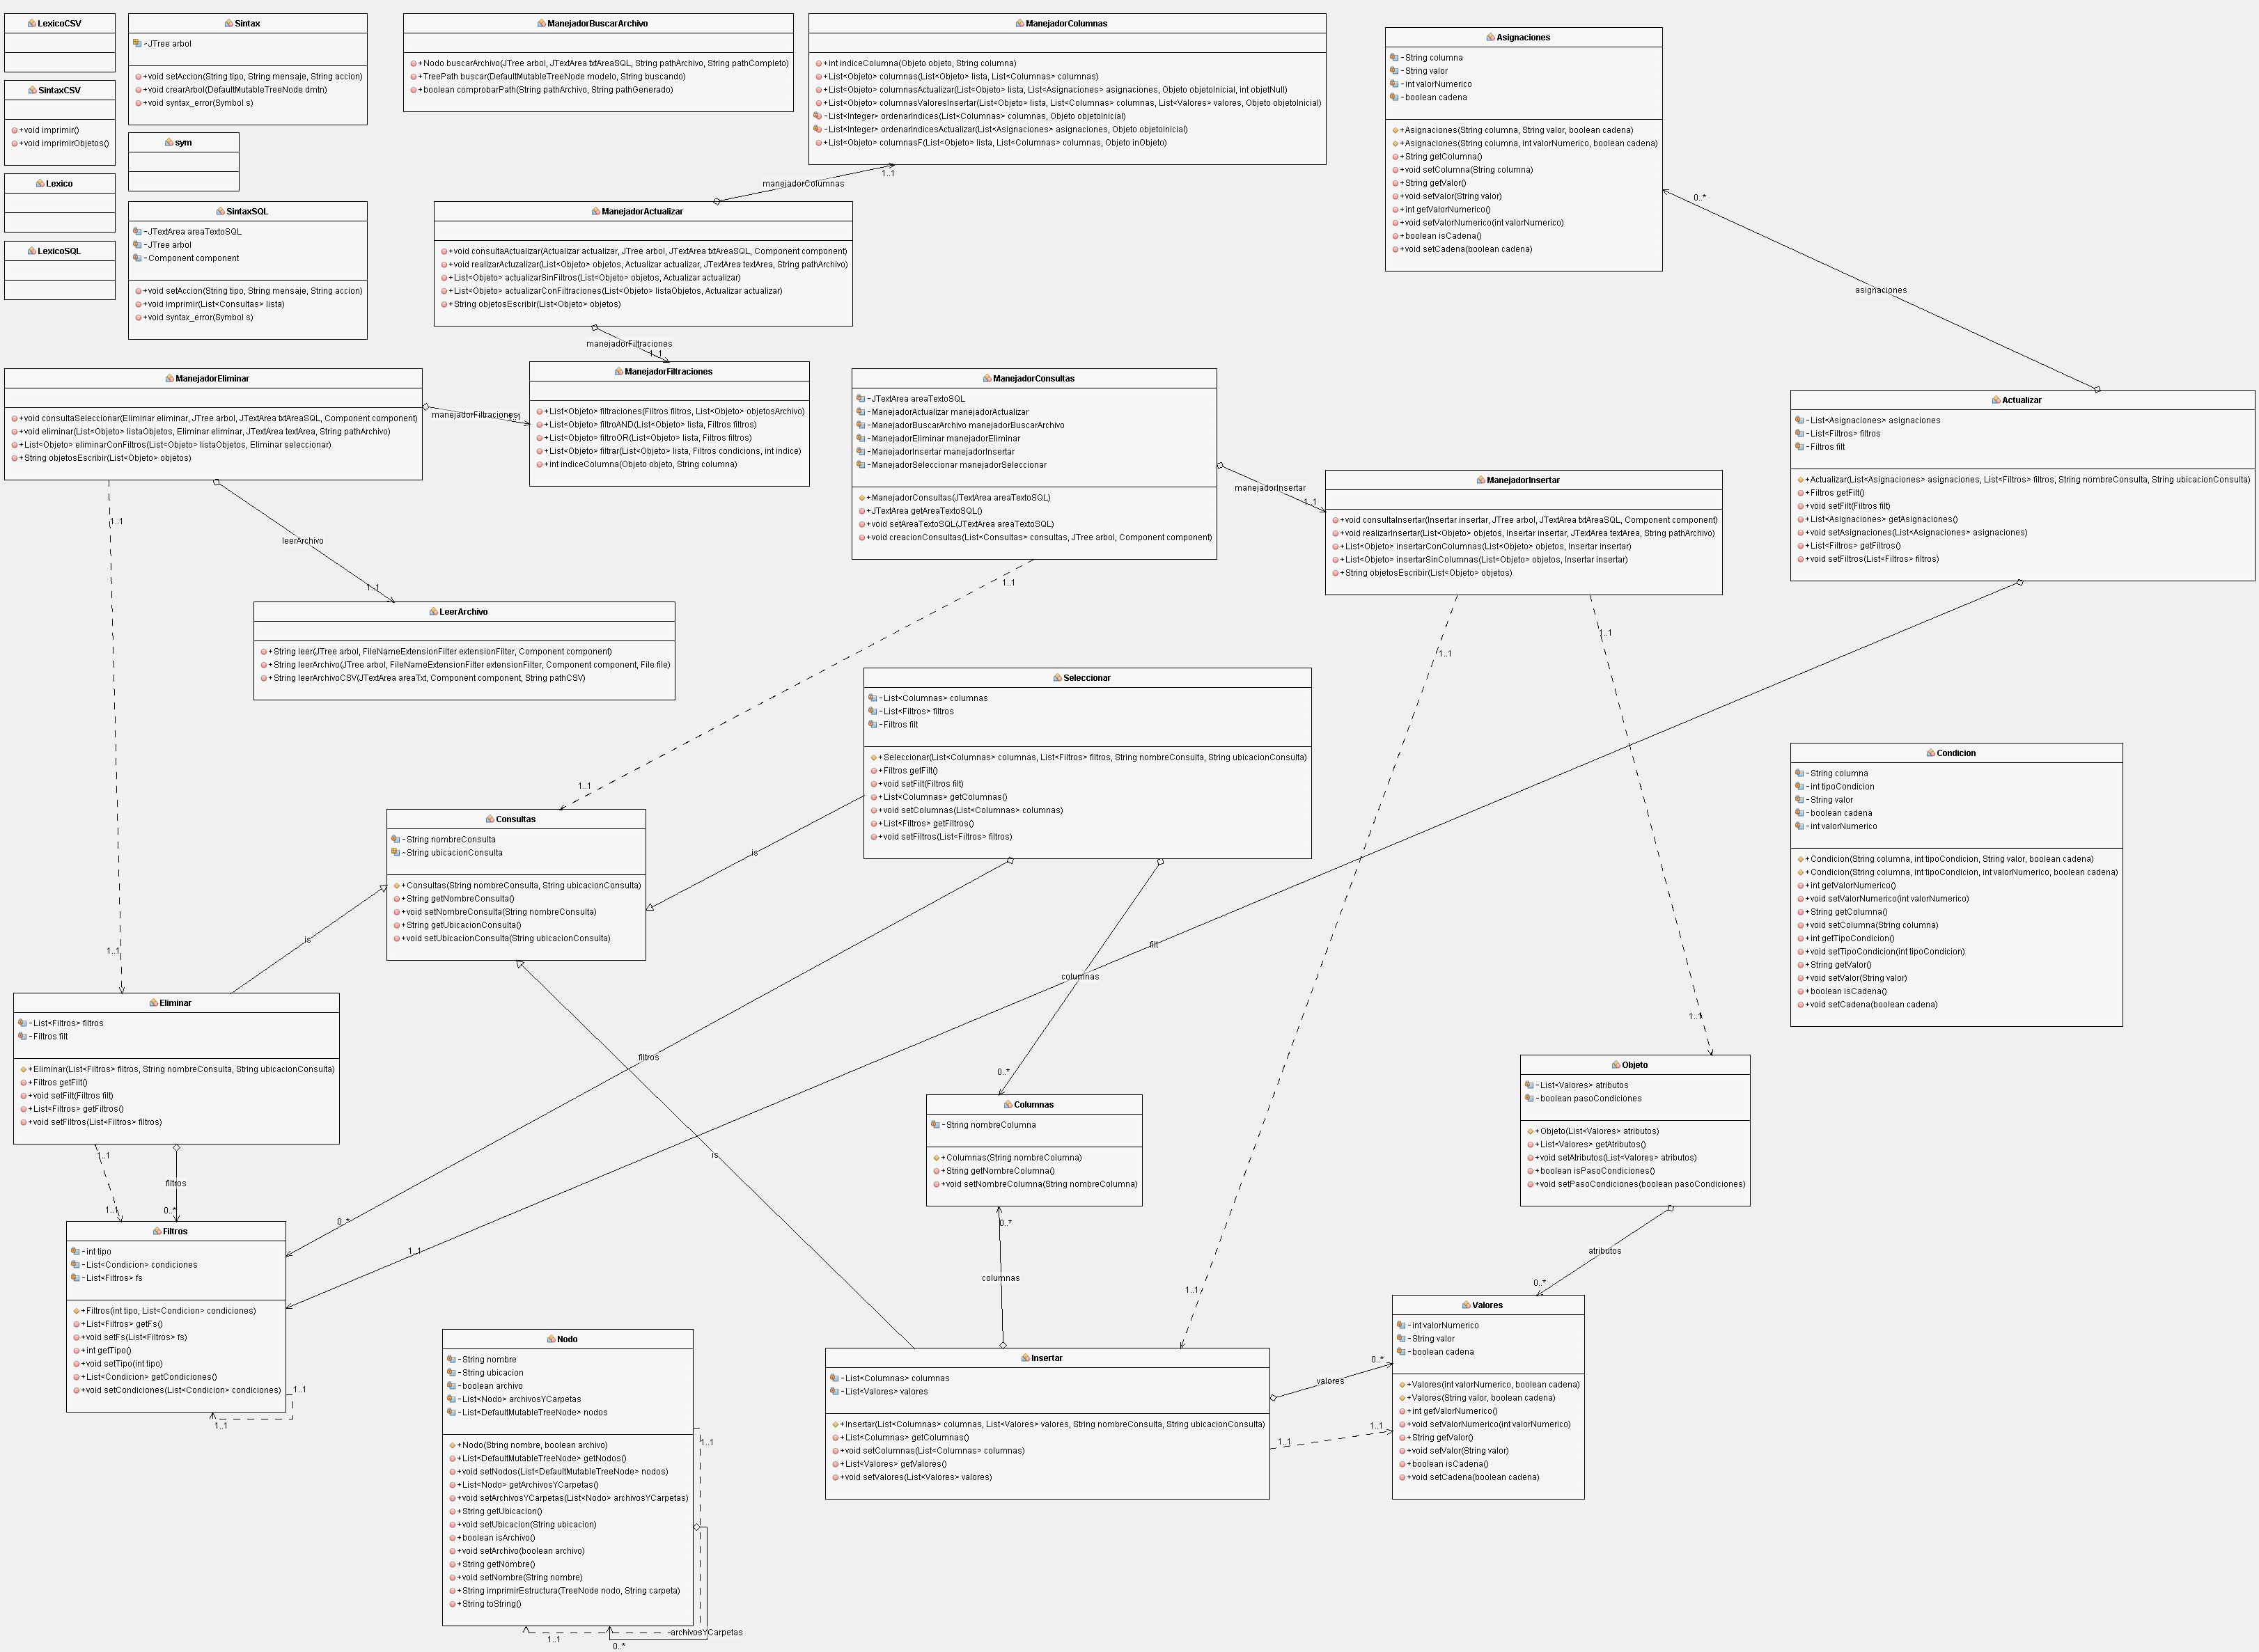 LexicoCSV
SintaxCSV
+void imprimir()
+void imprimirObjetos()
Lexico
LexicoSQL
Sintax
-JTree arbol
+void setAccion(String tipo, String mensaje, String accion)
+void crearArbol(DefaultMutableTreeNode dmtn)
+void syntax_error(Symbol s)
sym
SintaxSQL
-JTextArea areaTextoSQL
-JTree arbol
-Component component
+void setAccion(String tipo, String mensaje, String accion)
+void imprimir(List<Consultas> lista)
+void syntax_error(Symbol s)
ManejadorBuscarArchivo
+Nodo buscarArchivo(JTree arbol, JTextArea txtAreaSQL, String pathArchivo, String pathCompleto)
+TreePath buscar(DefaultMutableTreeNode modelo, String buscando)
+boolean comprobarPath(String pathArchivo, String pathGenerado)
ManejadorColumnas
+int indiceColumna(Objeto objeto, String columna)
+List<Objeto> columnas(List<Objeto> lista, List<Columnas> columnas)
+List<Objeto> columnasActualizar(List<Objeto> lista, List<Asignaciones> asignaciones, Objeto objetoInicial, int objetNull)
+List<Objeto> columnasValoresInsertar(List<Objeto> lista, List<Columnas> columnas, List<Valores> valores, Objeto objetoInicial)
-List<Integer> ordenarIndices(List<Columnas> columnas, Objeto objetoInicial)
-List<Integer> ordenarIndicesActualizar(List<Asignaciones> asignaciones, Objeto objetoInicial)
+List<Objeto> columnasF(List<Objeto> lista, List<Columnas> columnas, Objeto inObjeto)
1..1
manejadorColumnas
Asignaciones
-String columna
-String valor
-int valorNumerico
-boolean cadena
+Asignaciones(String columna, String valor, boolean cadena)
+Asignaciones(String columna, int valorNumerico, boolean cadena)
+String getColumna()
+void setColumna(String columna)
+String getValor()
+void setValor(String valor)
+int getValorNumerico()
+void setValorNumerico(int valorNumerico)
+boolean isCadena()
+void setCadena(boolean cadena)
0..*
asignaciones
ManejadorActualizar
+void consultaActualizar(Actualizar actualizar, JTree arbol, JTextArea txtAreaSQL, Component component)
+void realizarActuzalizar(List<Objeto> objetos, Actualizar actualizar, JTextArea textArea, String pathArchivo)
+List<Objeto> actualizarSinFiltros(List<Objeto> objetos, Actualizar actualizar)
+List<Objeto> actualizarConFiltraciones(List<Objeto> listaObjetos, Actualizar actualizar)
+String objetosEscribir(List<Objeto> objetos)
manejadorFiltraciones
1..1
ManejadorEliminar
+void consultaSeleccionar(Eliminar eliminar, JTree arbol, JTextArea txtAreaSQL, Component component)
+void eliminar(List<Objeto> listaObjetos, Eliminar eliminar, JTextArea textArea, String pathArchivo)
+List<Objeto> eliminarConFiltros(List<Objeto> listaObjetos, Eliminar seleccionar)
+String objetosEscribir(List<Objeto> objetos)
manejadorFiltraciones
1..1
leerArchivo
1..1
ManejadorFiltraciones
+List<Objeto> filtraciones(Filtros filtros, List<Objeto> objetosArchivo)
+List<Objeto> filtroAND(List<Objeto> lista, Filtros filtros)
+List<Objeto> filtroOR(List<Objeto> lista, Filtros filtros)
+List<Objeto> filtrar(List<Objeto> lista, Filtros condicions, int indice)
+int indiceColumna(Objeto objeto, String columna)
ManejadorConsultas
-JTextArea areaTextoSQL
-ManejadorActualizar manejadorActualizar
-ManejadorBuscarArchivo manejadorBuscarArchivo
-ManejadorEliminar manejadorEliminar
-ManejadorInsertar manejadorInsertar
-ManejadorSeleccionar manejadorSeleccionar
+ManejadorConsultas(JTextArea areaTextoSQL)
+JTextArea getAreaTextoSQL()
+void setAreaTextoSQL(JTextArea areaTextoSQL)
+void creacionConsultas(List<Consultas> consultas, JTree arbol, Component component)
manejadorInsertar
1..1
1..1
1..1
ManejadorInsertar
+void consultaInsertar(Insertar insertar, JTree arbol, JTextArea txtAreaSQL, Component component)
+void realizarInsertar(List<Objeto> objetos, Insertar insertar, JTextArea textArea, String pathArchivo)
+List<Objeto> insertarConColumnas(List<Objeto> objetos, Insertar insertar)
+List<Objeto> insertarSinColumnas(List<Objeto> objetos, Insertar insertar)
+String objetosEscribir(List<Objeto> objetos)
1..1
1..1
Actualizar
-List<Asignaciones> asignaciones
-List<Filtros> filtros
-Filtros filt
+Actualizar(List<Asignaciones> asignaciones, List<Filtros> filtros, String nombreConsulta, String ubicacionConsulta)
+Filtros getFilt()
+void setFilt(Filtros filt)
+List<Asignaciones> getAsignaciones()
+void setAsignaciones(List<Asignaciones> asignaciones)
+List<Filtros> getFiltros()
+void setFiltros(List<Filtros> filtros)
LeerArchivo
+String leer(JTree arbol, FileNameExtensionFilter extensionFilter, Component component)
+String leerArchivo(JTree arbol, FileNameExtensionFilter extensionFilter, Component component, File file)
+String leerArchivoCSV(JTextArea areaTxt, Component component, String pathCSV)
Seleccionar
-List<Columnas> columnas
-List<Filtros> filtros
-Filtros filt
+Seleccionar(List<Columnas> columnas, List<Filtros> filtros, String nombreConsulta, String ubicacionConsulta)
+Filtros getFilt()
+void setFilt(Filtros filt)
+List<Columnas> getColumnas()
+void setColumnas(List<Columnas> columnas)
+List<Filtros> getFiltros()
+void setFiltros(List<Filtros> filtros)
Condicion
-String columna
-int tipoCondicion
-String valor
-boolean cadena
-int valorNumerico
+Condicion(String columna, int tipoCondicion, String valor, boolean cadena)
+Condicion(String columna, int tipoCondicion, int valorNumerico, boolean cadena)
+int getValorNumerico()
+void setValorNumerico(int valorNumerico)
+String getColumna()
+void setColumna(String columna)
+int getTipoCondicion()
+void setTipoCondicion(int tipoCondicion)
+String getValor()
+void setValor(String valor)
+boolean isCadena()
+void setCadena(boolean cadena)
Consultas
-String nombreConsulta
-String ubicacionConsulta
+Consultas(String nombreConsulta, String ubicacionConsulta)
+String getNombreConsulta()
+void setNombreConsulta(String nombreConsulta)
+String getUbicacionConsulta()
+void setUbicacionConsulta(String ubicacionConsulta)
is
is
is
filt
columnas
filtros
1..1
1..1
0..*
1..1
Eliminar
-List<Filtros> filtros
-Filtros filt
+Eliminar(List<Filtros> filtros, String nombreConsulta, String ubicacionConsulta)
+Filtros getFilt()
+void setFilt(Filtros filt)
+List<Filtros> getFiltros()
+void setFiltros(List<Filtros> filtros)
1..1
filtros
1..1
0..*
0..*
1..1
Filtros
-int tipo
-List<Condicion> condiciones
-List<Filtros> fs
+Filtros(int tipo, List<Condicion> condiciones)
+List<Filtros> getFs()
+void setFs(List<Filtros> fs)
+int getTipo()
+void setTipo(int tipo)
+List<Condicion> getCondiciones()
+void setCondiciones(List<Condicion> condiciones)
1..1
1..1
Columnas
-String nombreColumna
+Columnas(String nombreColumna)
+String getNombreColumna()
+void setNombreColumna(String nombreColumna)
0..*
columnas
1..1
Objeto
-List<Valores> atributos
-boolean pasoCondiciones
+Objeto(List<Valores> atributos)
+List<Valores> getAtributos()
+void setAtributos(List<Valores> atributos)
+boolean isPasoCondiciones()
+void setPasoCondiciones(boolean pasoCondiciones)
atributos
0..*
Nodo
-String nombre
-String ubicacion
-boolean archivo
-List<Nodo> archivosYCarpetas
-List<DefaultMutableTreeNode> nodos
+Nodo(String nombre, boolean archivo)
+List<DefaultMutableTreeNode> getNodos()
+void setNodos(List<DefaultMutableTreeNode> nodos)
+List<Nodo> getArchivosYCarpetas()
+void setArchivosYCarpetas(List<Nodo> archivosYCarpetas)
+String getUbicacion()
+void setUbicacion(String ubicacion)
+boolean isArchivo()
+void setArchivo(boolean archivo)
+String getNombre()
+void setNombre(String nombre)
+String imprimirEstructura(TreeNode nodo, String carpeta)
+String toString()
1..1
archivosYCarpetas
1..1
0..*
Insertar
-List<Columnas> columnas
-List<Valores> valores
+Insertar(List<Columnas> columnas, List<Valores> valores, String nombreConsulta, String ubicacionConsulta)
+List<Columnas> getColumnas()
+void setColumnas(List<Columnas> columnas)
+List<Valores> getValores()
+void setValores(List<Valores> valores)
0..*
valores
1..1
1..1
Valores
-int valorNumerico
-String valor
-boolean cadena
+Valores(int valorNumerico, boolean cadena)
+Valores(String valor, boolean cadena)
+int getValorNumerico()
+void setValorNumerico(int valorNumerico)
+String getValor()
+void setValor(String valor)
+boolean isCadena()
+void setCadena(boolean cadena)